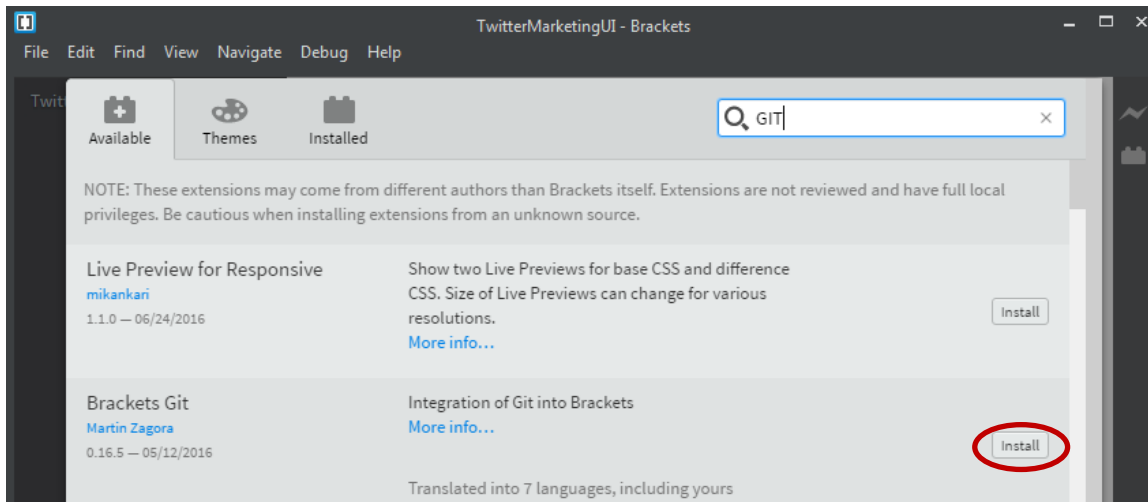 TwitterMarketingUI - Brackets
File Edit Find View Navigate Debug Help
Twit
Available Themes Installed
GIT
NOTE: These extensions may come from different authors than Brackets itself. Extensions are not reviewed and have full local
privileges. Be cautious when installing extensions from an unknown source.
Live Preview for Responsive
mikankari
1.1.0 — 06/24/2016
Show two Live Previews for base CSS and difference
CSS. Size of Live Previews can change for various
resolutions.
More info...
Install
Brackets Git
Martin Zagora
0.16.5 — 05/12/2016
Integration of Git into Brackets
More info...
Install
Translated into 7 languages, including yours